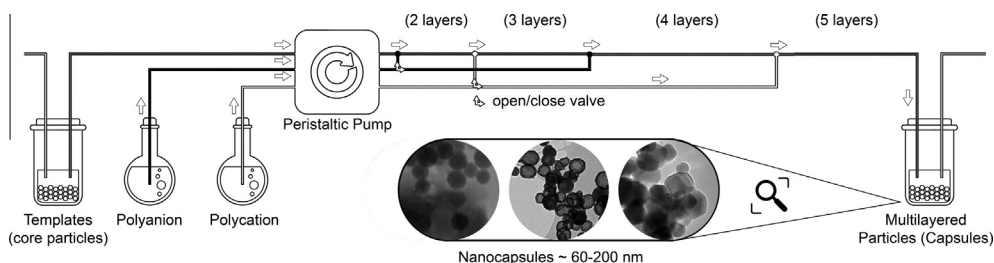 (2 layers) (3 layers) (4 layers) (5 layers)
open/close valve
Peristaltic Pump
Templates
(core particles)
Polyanion
Polycation
Multilayered
Particles (Capsules)
Nanocapsules ~ 60-200 nm